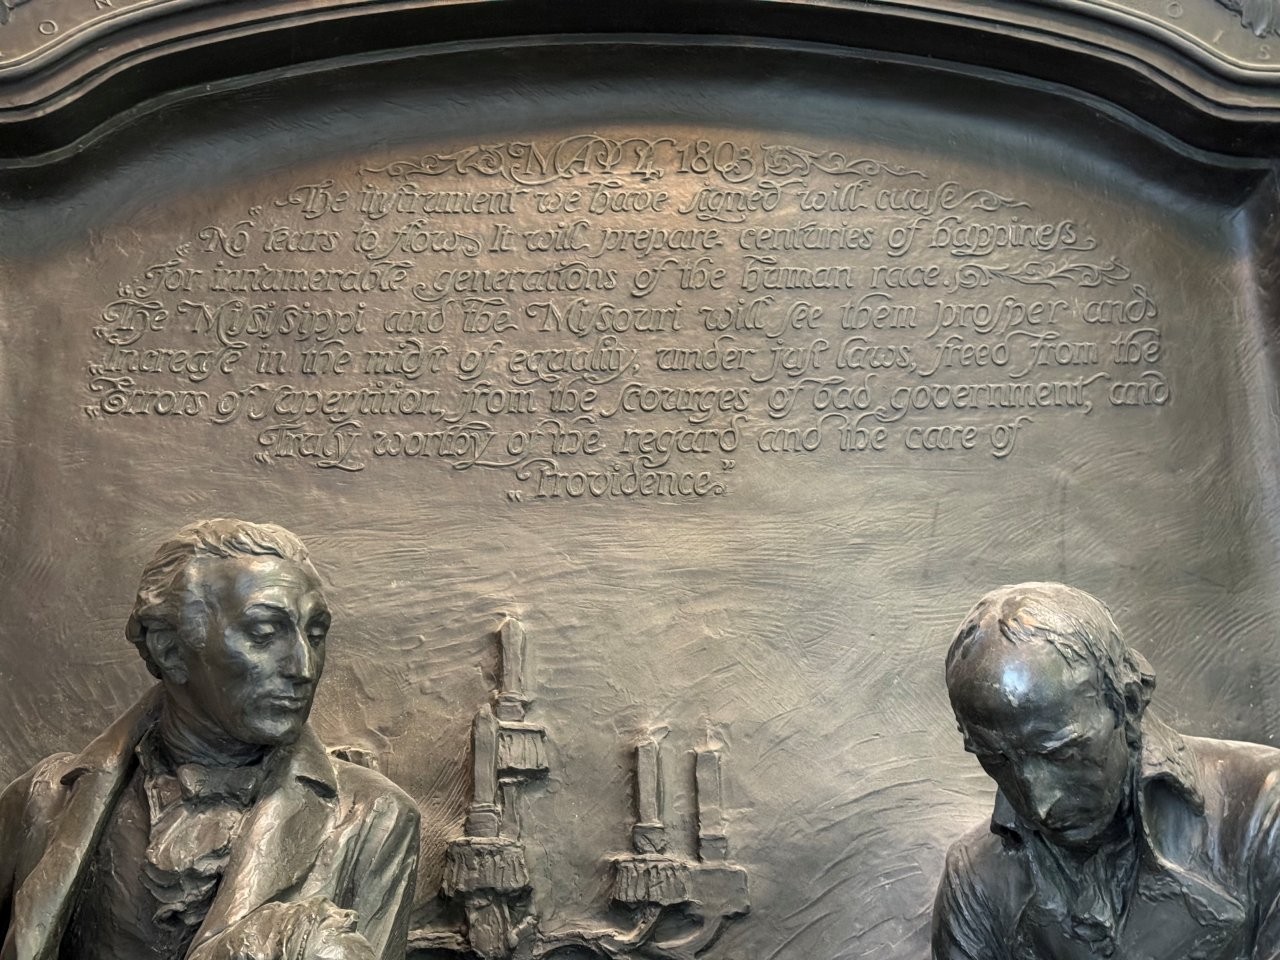 MAY 4 1803
"The instrument we have signed will cause
"No tears to flow. It will prepare centuries of happiness
"For innumerable generations of the human race.
"The Missisippi and the Missouri will see them prosper and
"Increase in the midst of equality, under just laws, freed from the
"Errors of superstition, from the scourges of bad government, and
"Truly worthy of the regard and the care of
"Providence."